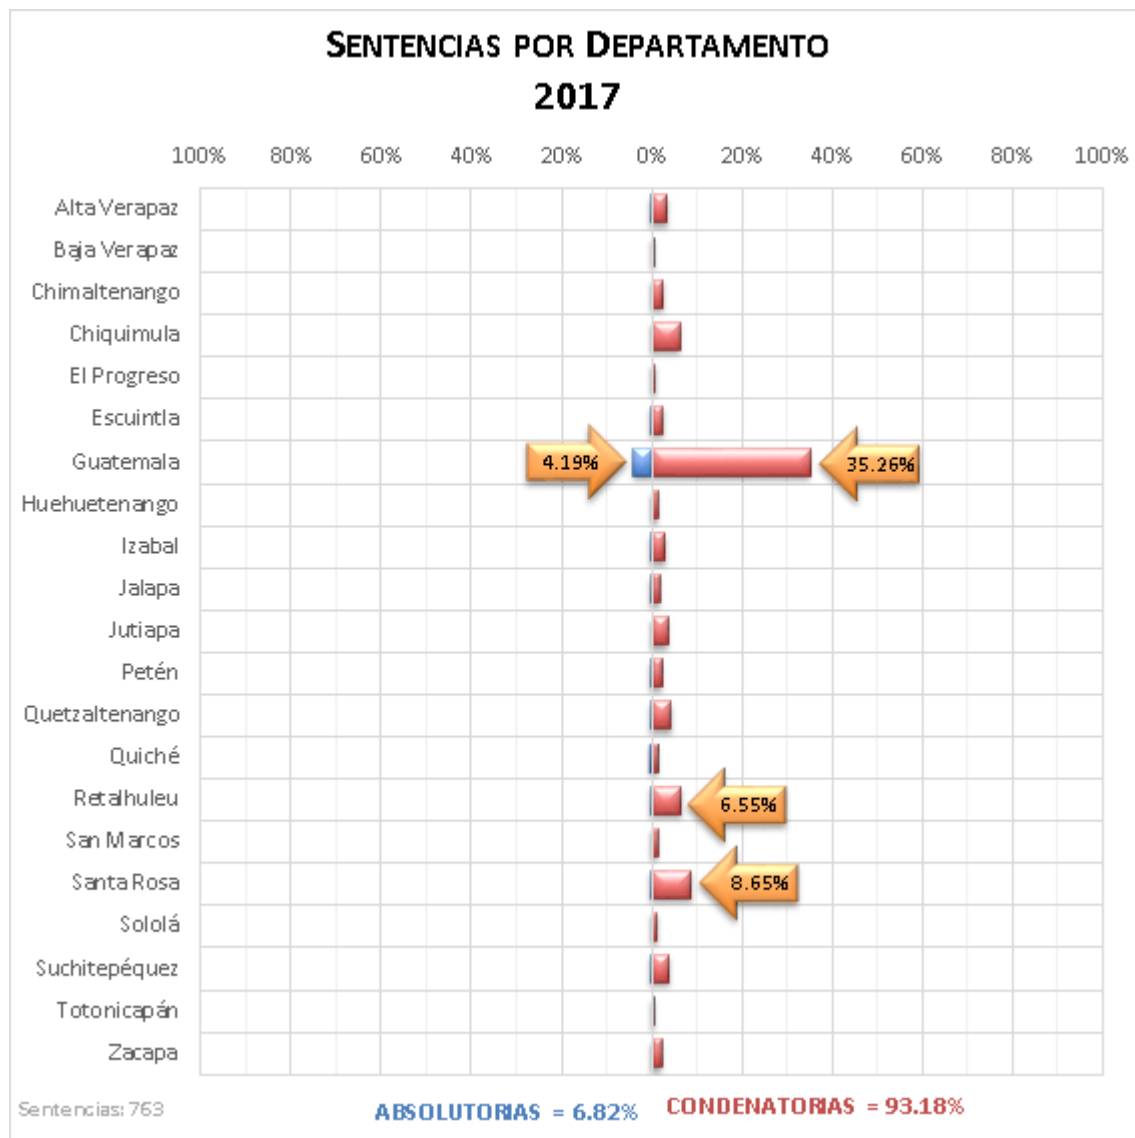 SENTENCIAS POR DEPARTAMENTO
2017
100% 80% 60% 40% 20% 0% 20% 40% 60% 80% 100%
Alta Verapaz
Baja Verapaz
Chimaltenango
Chiquimula
El Progreso
Escuintla
Guatemala 4.19% 35.26%
Huehuetenango
Izabal
Jalapa
Jutiapa
Petén
Quetzaltenango
Quiché
Retalhuleu 6.55%
San Marcos
Santa Rosa 8.65%
Sololá
Suchitepéquez
Totonicapán
Zacapa
Sentencias: 763 ABSOLUTORIAS = 6.82% CONDENATORIAS = 93.18%